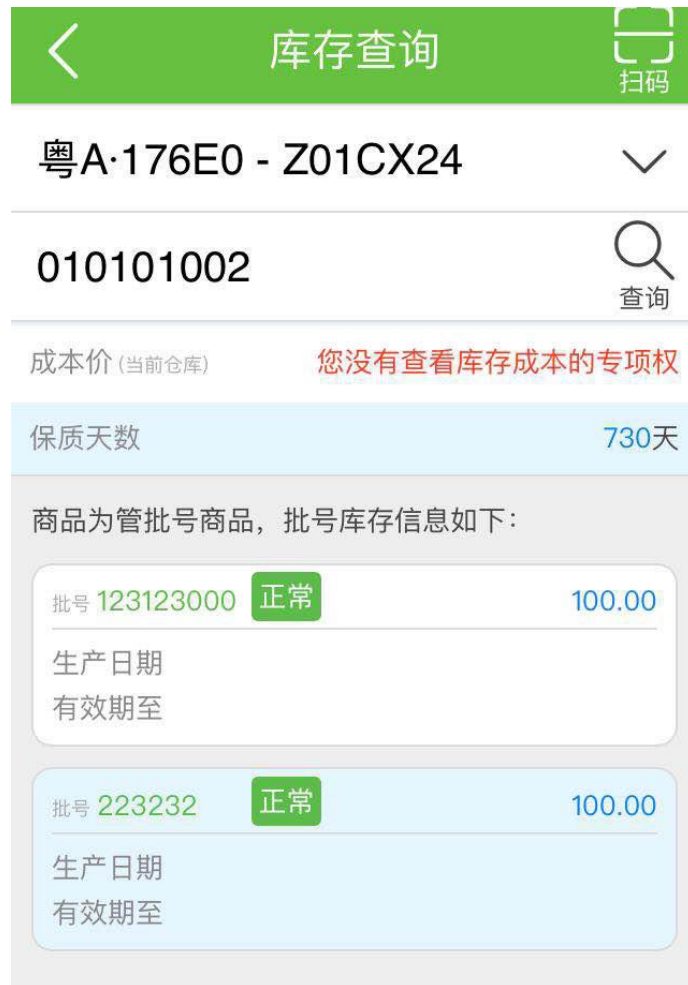 库存查询
扫码
粤A·176E0 - Z01CX24
010101002
查询
成本价 (当前仓库) 您没有查看库存成本的专项权
保质天数 730天
商品为管批号商品，批号库存信息如下：
批号 123123000 正常 100.00
生产日期
有效期至
批号 223232 正常 100.00
生产日期
有效期至